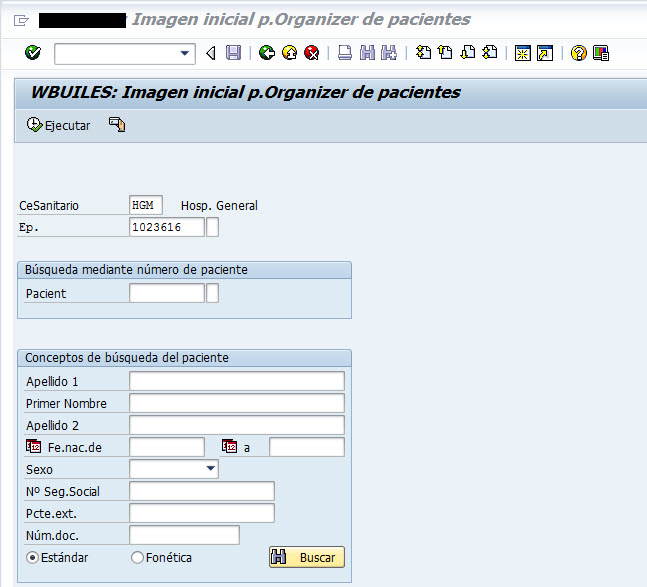 Imagen inicial p.Organizer de pacientes
WBUILES: Imagen inicial p.Organizer de pacientes
Ejecutar
CeSanitario HGM Hosp. General
Ep. 1023616
Búsqueda mediante número de paciente
Pacient
Conceptos de búsqueda del paciente
Apellido 1
Primer Nombre
Apellido 2
Fe.nac.de a
Sexo
Nº Seg.Social
Pcte.ext.
Núm.doc.
Estándar Fonética Buscar